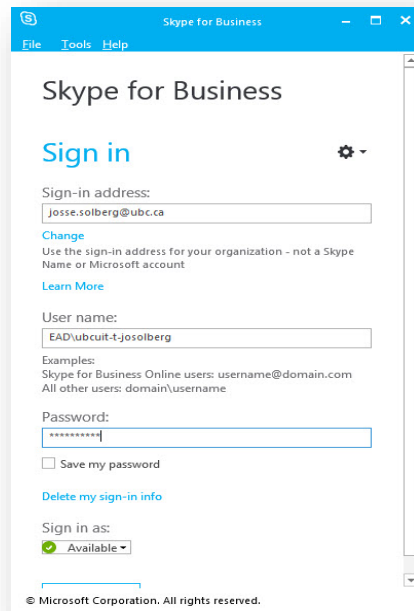 Skype for Business
File Tools Help
Skype for Business
Sign in
Sign-in address:
josse.solberg@ubc.ca
Change
Use the sign-in address for your organization - not a Skype
Name or Microsoft account
Learn More
User name:
EAD\ubcuit-t-josolberg
Examples:
Skype for Business Online users: username@domain.com
All other users: domain\username
Password:
**********
Save my password
Delete my sign-in info
Sign in as:
Available
© Microsoft Corporation. All rights reserved.